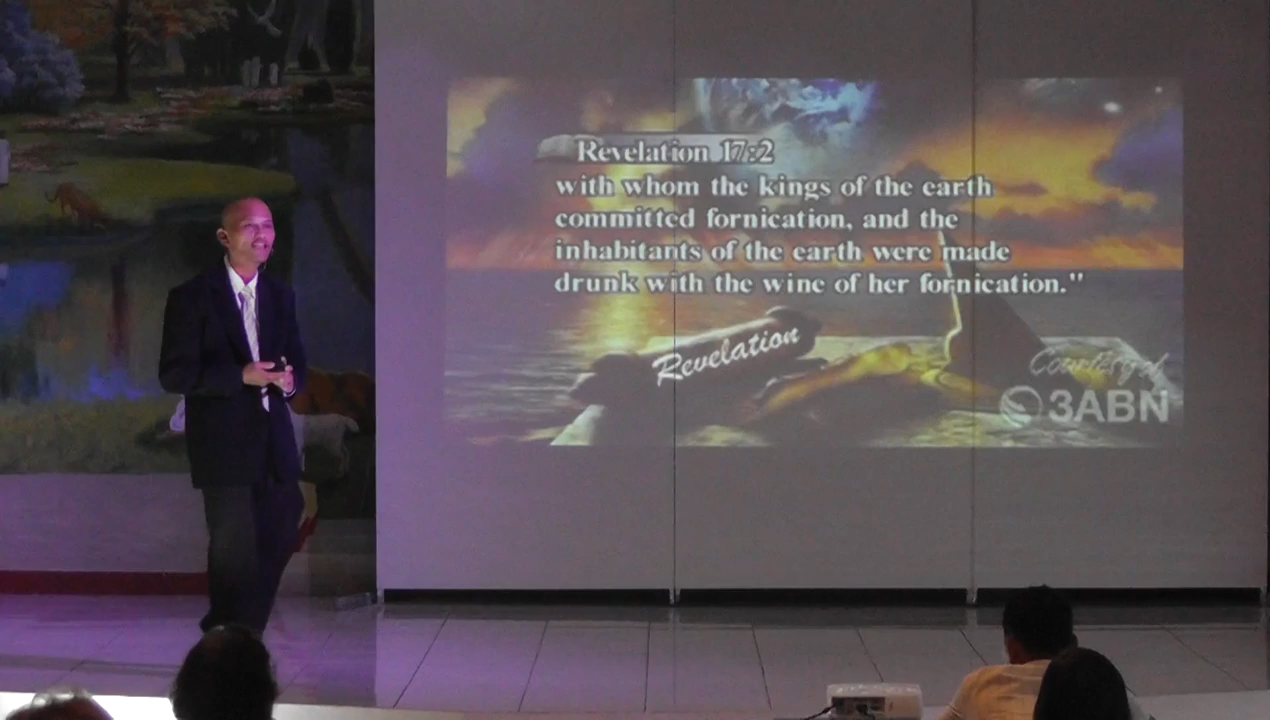 Revelation 17:2
with whom the kings of the earth
committed fornication, and the
inhabitants of the earth were made
drunk with the wine of her fornication."
Revelation
Courtesy of
3ABN